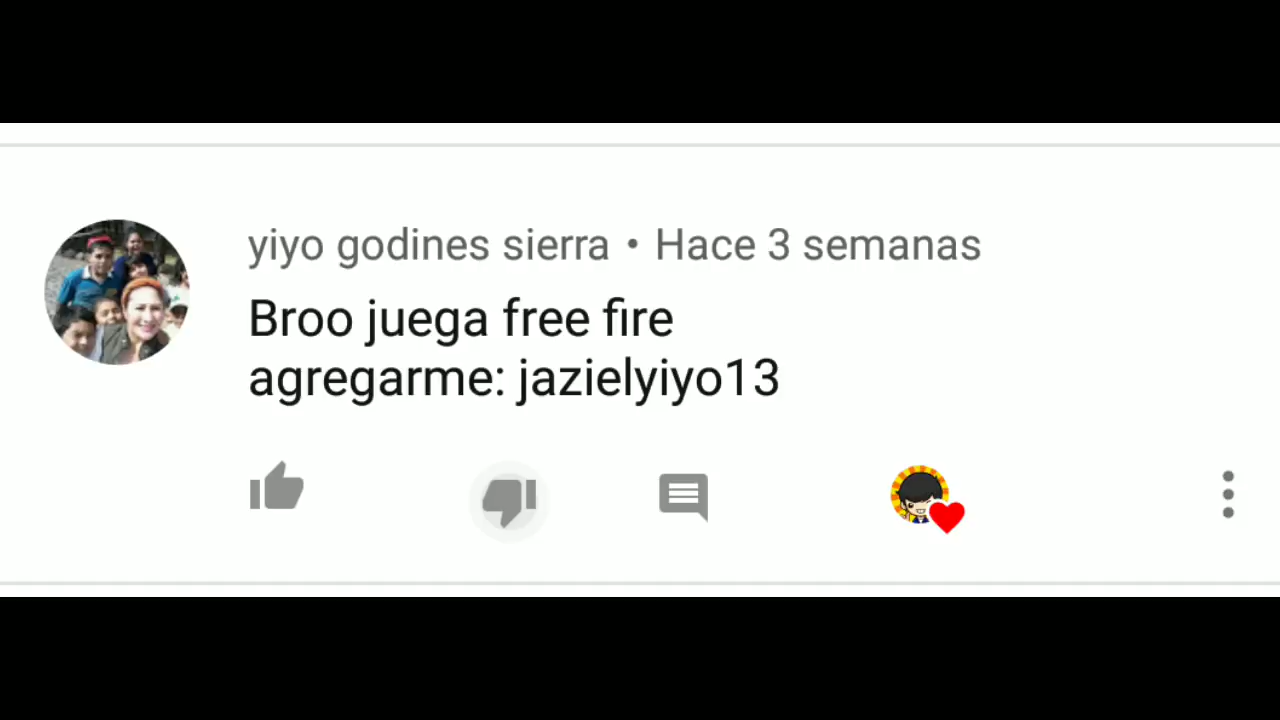 yiyo godines sierra • Hace 3 semanas
Broo juega free fire
agregarme: jazielyiyo13